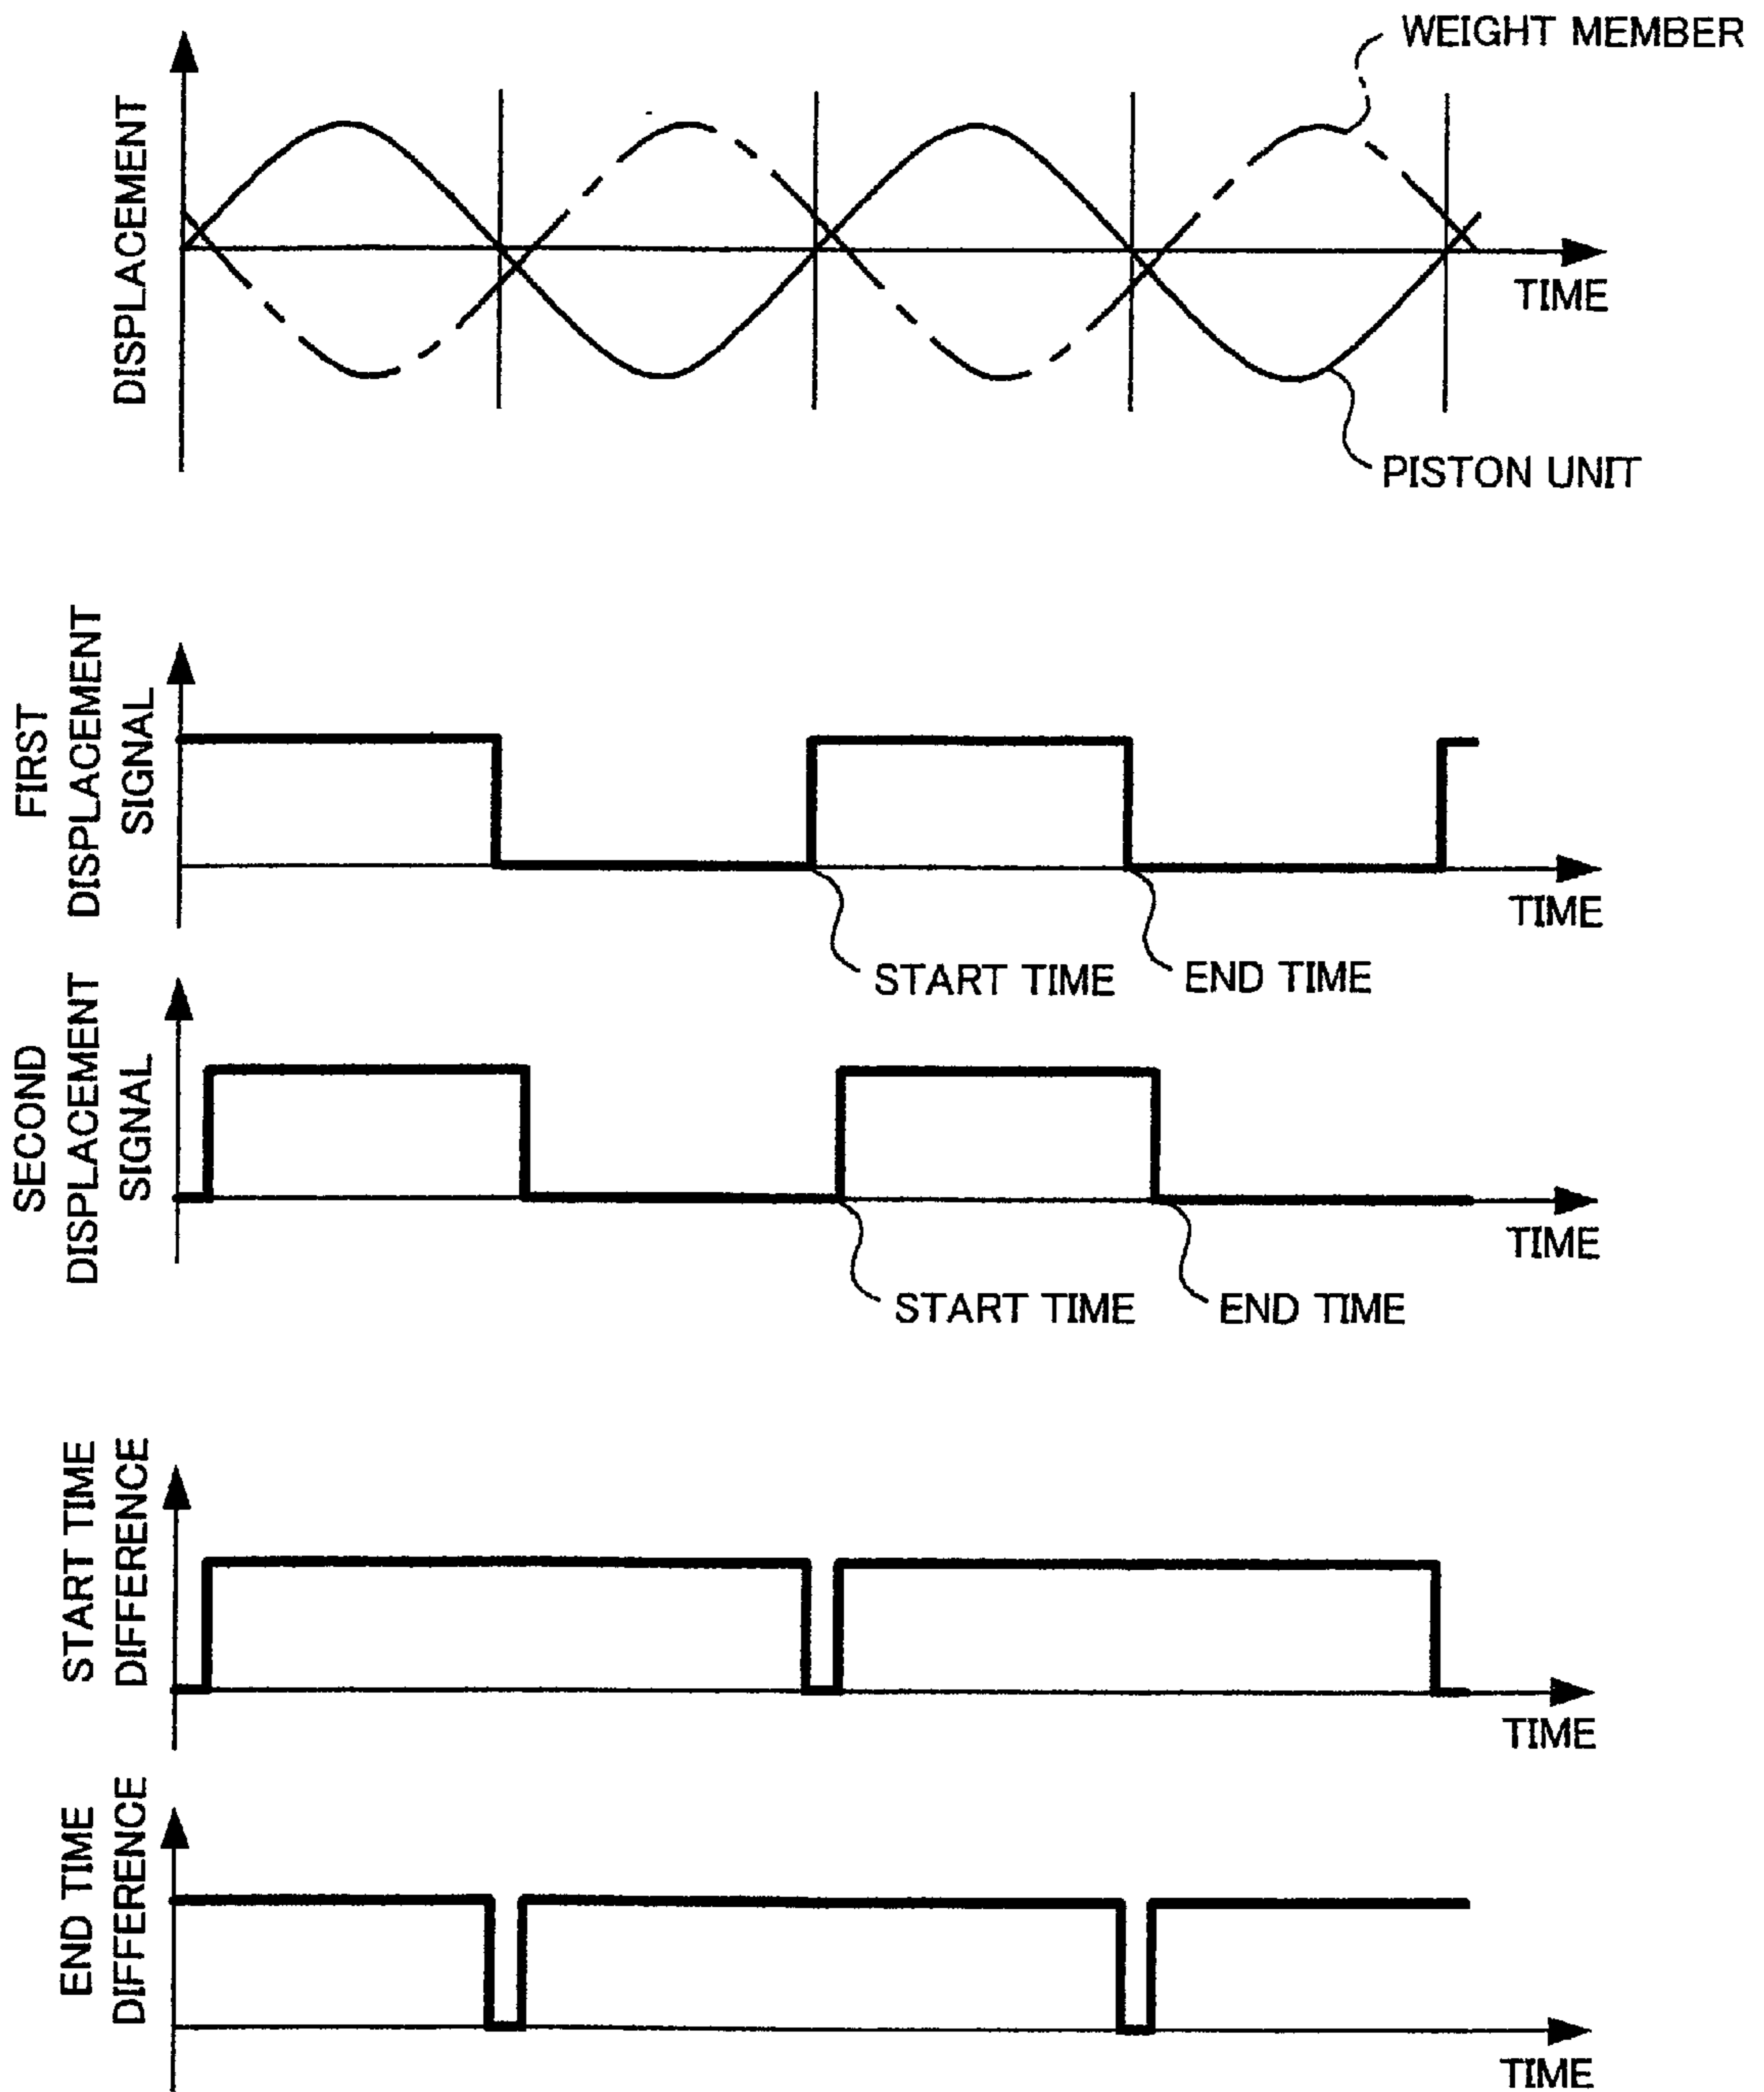 WEIGHT MEMBER
DISPLACEMENT
TIME
PISTON UNIT
FIRST
DISPLACEMENT
SIGNAL
TIME
START TIME
END TIME
SECOND
DISPLACEMENT
SIGNAL
TIME
START TIME
END TIME
START TIME
DIFFERENCE
TIME
END TIME
DIFFERENCE
TIME